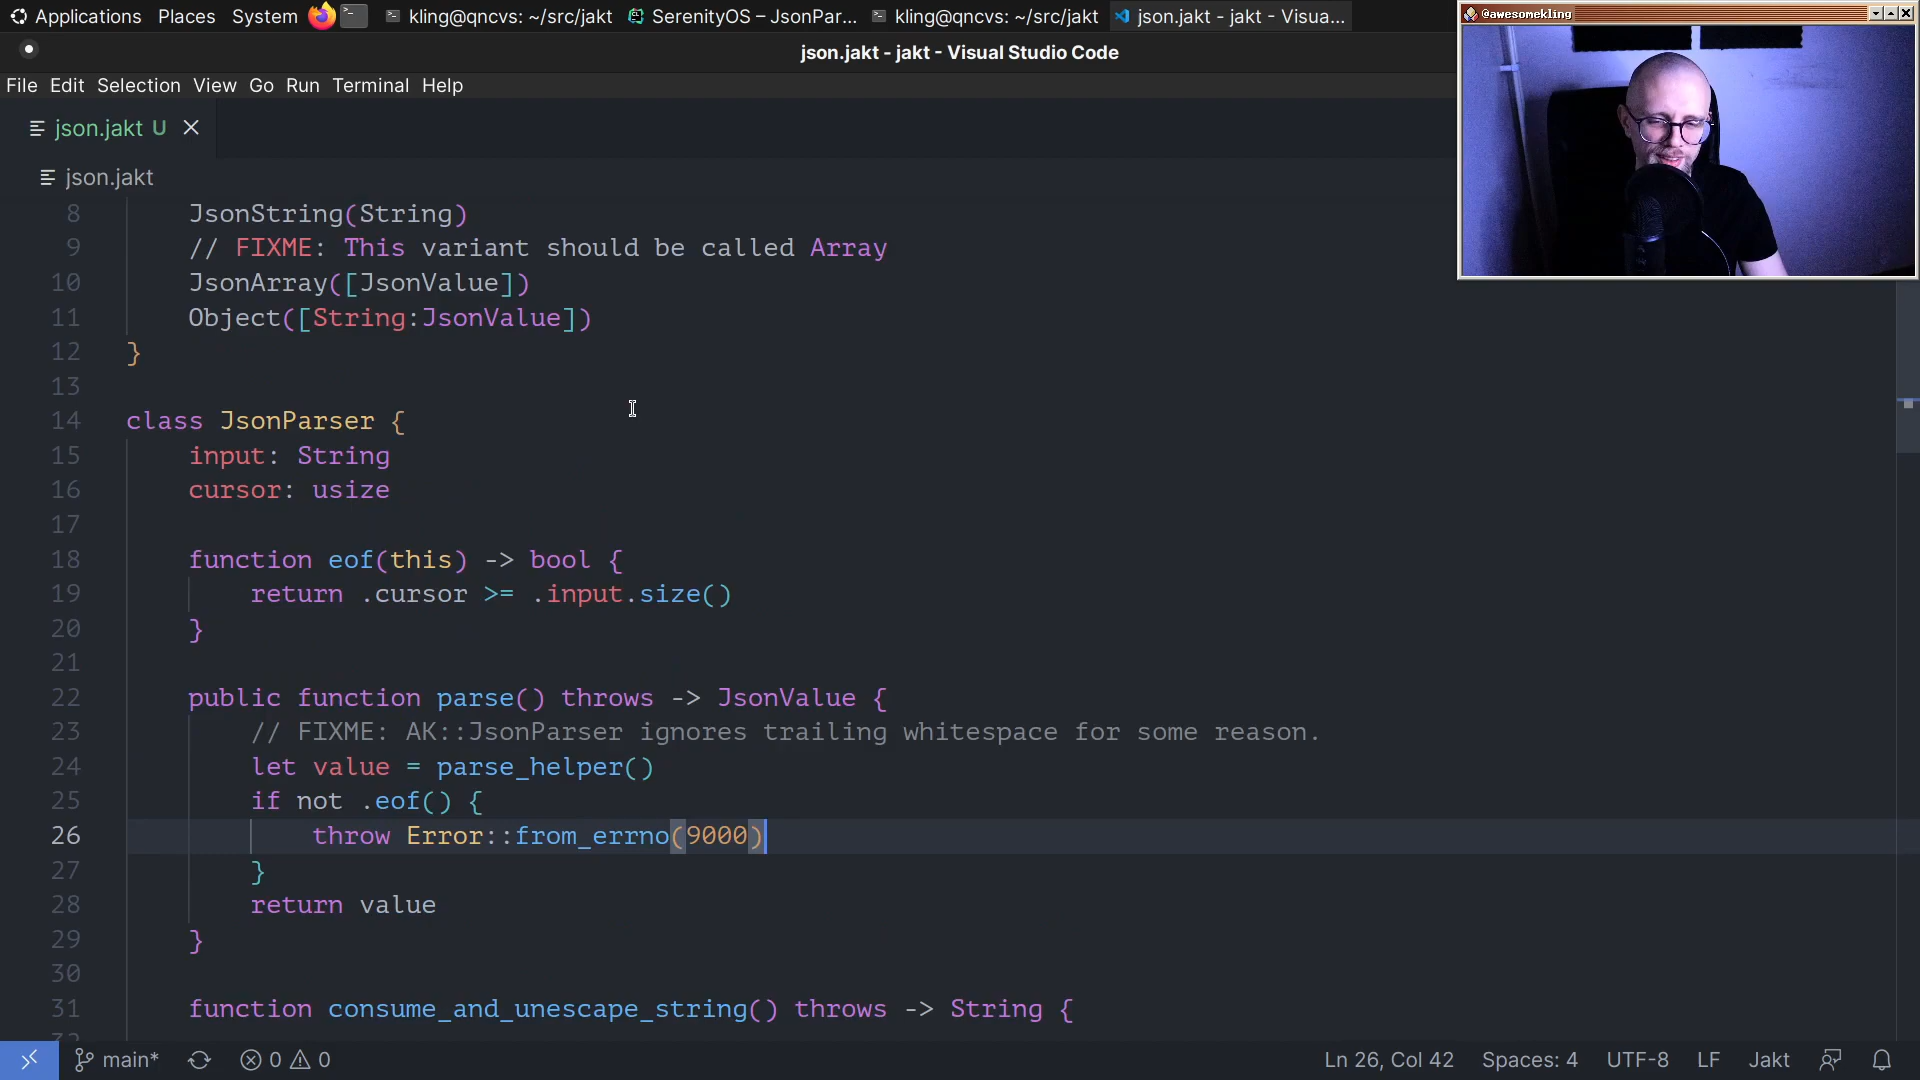 Applications Places System kling@qncvs: ~/src/jakt SerenityOS – JsonPar... kling@qncvs: ~/src/jakt json.jakt - jakt - Visua...
@awesomekling
json.jakt - jakt - Visual Studio Code
File Edit Selection View Go Run Terminal Help
json.jakt U
json.jakt
8 JsonString(String)
9 // FIXME: This variant should be called Array
10 JsonArray([JsonValue])
11 Object([String:JsonValue])
12 }
13
14 class JsonParser {
15 input: String
16 cursor: usize
17
18 function eof(this) -> bool {
19 return .cursor >= .input.size()
20 }
21
22 public function parse() throws -> JsonValue {
23 // FIXME: AK::JsonParser ignores trailing whitespace for some reason.
24 let value = parse_helper()
25 if not .eof() {
26 throw Error::from_errno(9000)
27 }
28 return value
29 }
30
31 function consume_and_unescape_string() throws -> String {
32
main* 0 0 Ln 26, Col 42 Spaces: 4 UTF-8 LF Jakt